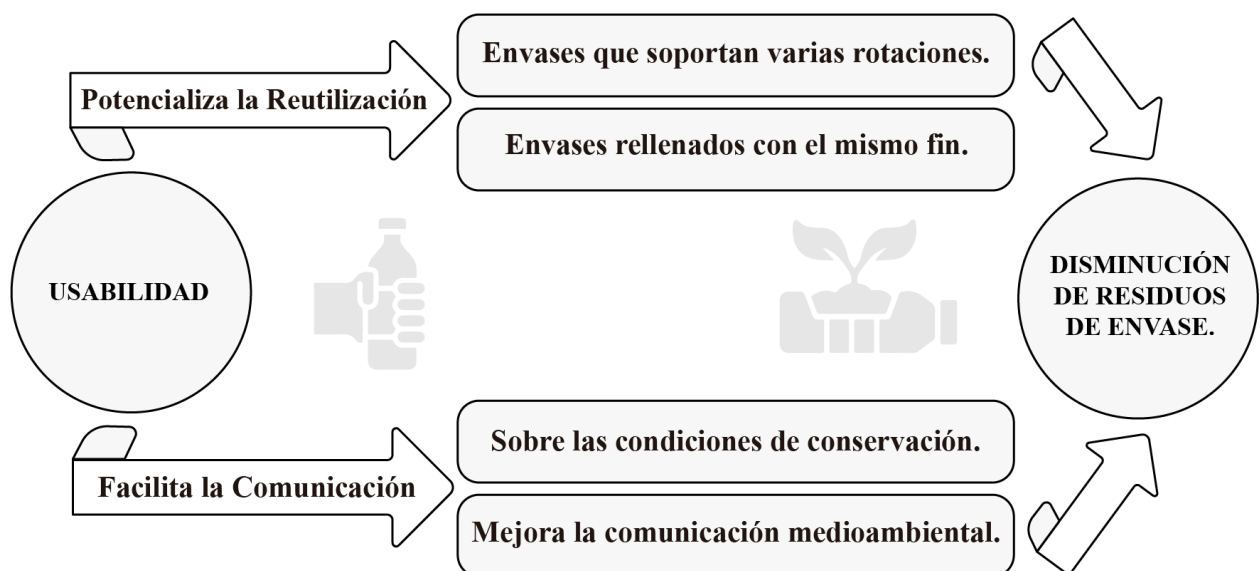 Envases que soportan varias rotaciones.
Potencializa la Reutilización
Envases rellenados con el mismo fin.
USABILIDAD
DISMINUCIÓN
DE RESIDUOS
DE ENVASE.
Sobre las condiciones de conservación.
Facilita la Comunicación
Mejora la comunicación medioambiental.